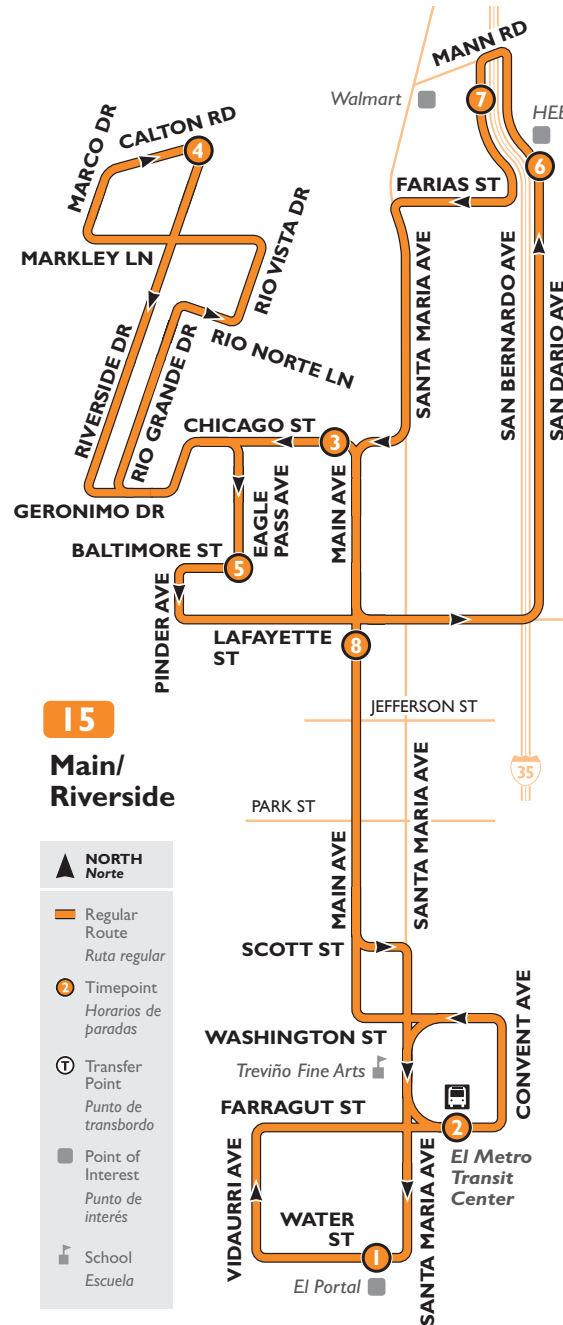 MANN RD
Walmart
7
HEB
6
MARCO DR
CALTON RD
4
FARIAS ST
MARKLEY LN
RIO VISTA DR
SANTA MARIA AVE
SAN BERNARDO AVE
SAN DARIO AVE
RIVERSIDE DR
RIO GRANDE DR
RIO NORTE LN
CHICAGO ST
3
GERONIMO DR
EAGLE
PASS AVE
MAIN AVE
BALTIMORE ST
5
PINDER AVE
LAFAYETTE
ST
8
JEFFERSON ST
15
Main/
Riverside
35
SANTA MARIA AVE
PARK ST
MAIN AVE
NORTH
Norte
Regular
Route
Ruta regular
2
Timepoint
Horarios de
paradas
T
Transfer
Point
Punto de
transbordo
Point of
Interest
Punto de
interés
School
Escuela
SCOTT ST
WASHINGTON ST
CONVENT AVE
Treviño Fine Arts
FARRAGUT ST
2
El Metro
Transit
Center
VIDAURRI AVE
WATER
ST
1
SANTA MARIA AVE
El Portal